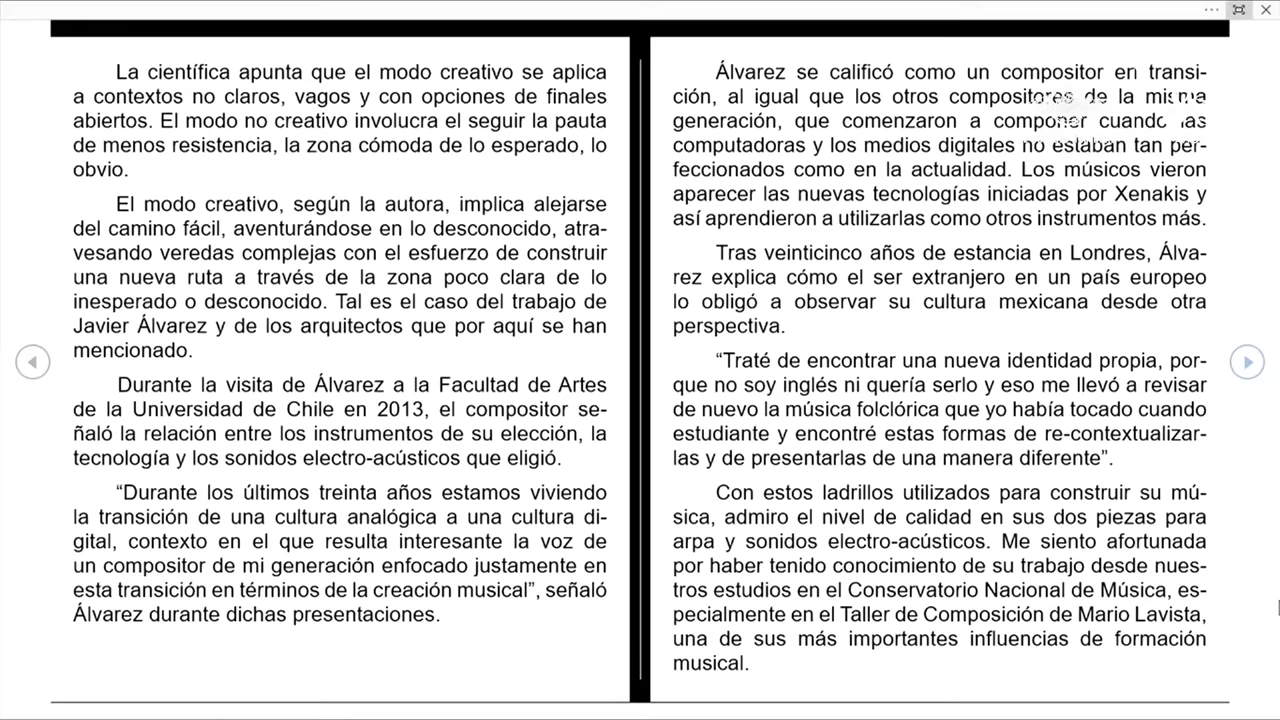 La científica apunta que el modo creativo se aplica
a contextos no claros, vagos y con opciones de finales
abiertos. El modo no creativo involucra el seguir la pauta
de menos resistencia, la zona cómoda de lo esperado, lo
obvio.
El modo creativo, según la autora, implica alejarse
del camino fácil, aventurándose en lo desconocido, atra-
vesando veredas complejas con el esfuerzo de construir
una nueva ruta a través de la zona poco clara de lo
inesperado o desconocido. Tal es el caso del trabajo de
Javier Álvarez y de los arquitectos que por aquí se han
mencionado.
Durante la visita de Álvarez a la Facultad de Artes
de la Universidad de Chile en 2013, el compositor se-
ñaló la relación entre los instrumentos de su elección, la
tecnología y los sonidos electro-acústicos que eligió.
“Durante los últimos treinta años estamos viviendo
la transición de una cultura analógica a una cultura di-
gital, contexto en el que resulta interesante la voz de
un compositor de mi generación enfocado justamente en
esta transición en términos de la creación musical”, señaló
Álvarez durante dichas presentaciones.
Álvarez se calificó como un compositor en transi-
ción, al igual que los otros compositores de la misma
generación, que comenzaron a componer cuando las
computadoras y los medios digitales no estaban tan per-
feccionados como en la actualidad. Los músicos vieron
aparecer las nuevas tecnologías iniciadas por Xenakis y
así aprendieron a utilizarlas como otros instrumentos más.
Tras veinticinco años de estancia en Londres, Álva-
rez explica cómo el ser extranjero en un país europeo
lo obligó a observar su cultura mexicana desde otra
perspectiva.
“Traté de encontrar una nueva identidad propia, por-
que no soy inglés ni quería serlo y eso me llevó a revisar
de nuevo la música folclórica que yo había tocado cuando
estudiante y encontré estas formas de re-contextualizar-
las y de presentarlas de una manera diferente”.
Con estos ladrillos utilizados para construir su mú-
sica, admiro el nivel de calidad en sus dos piezas para
arpa y sonidos electro-acústicos. Me siento afortunada
por haber tenido conocimiento de su trabajo desde nues-
tros estudios en el Conservatorio Nacional de Música, es-
pecialmente en el Taller de Composición de Mario Lavista,
una de sus más importantes influencias de formación
musical.